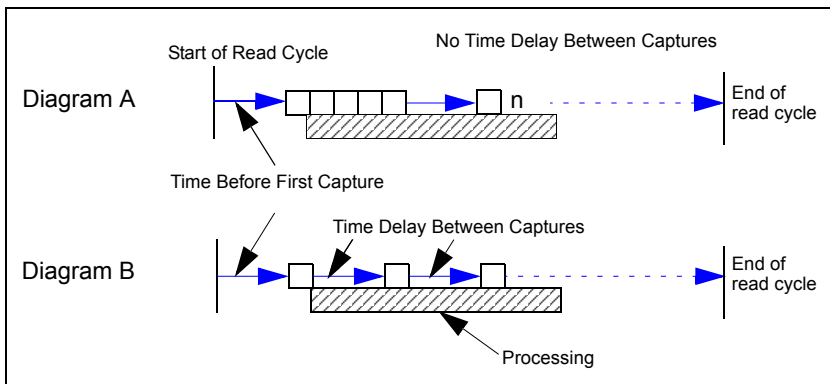 No Time Delay Between Captures
Start of Read Cycle
Diagram A
n
End of
read cycle
Time Before First Capture
Time Delay Between Captures
Diagram B
End of
read cycle
Processing